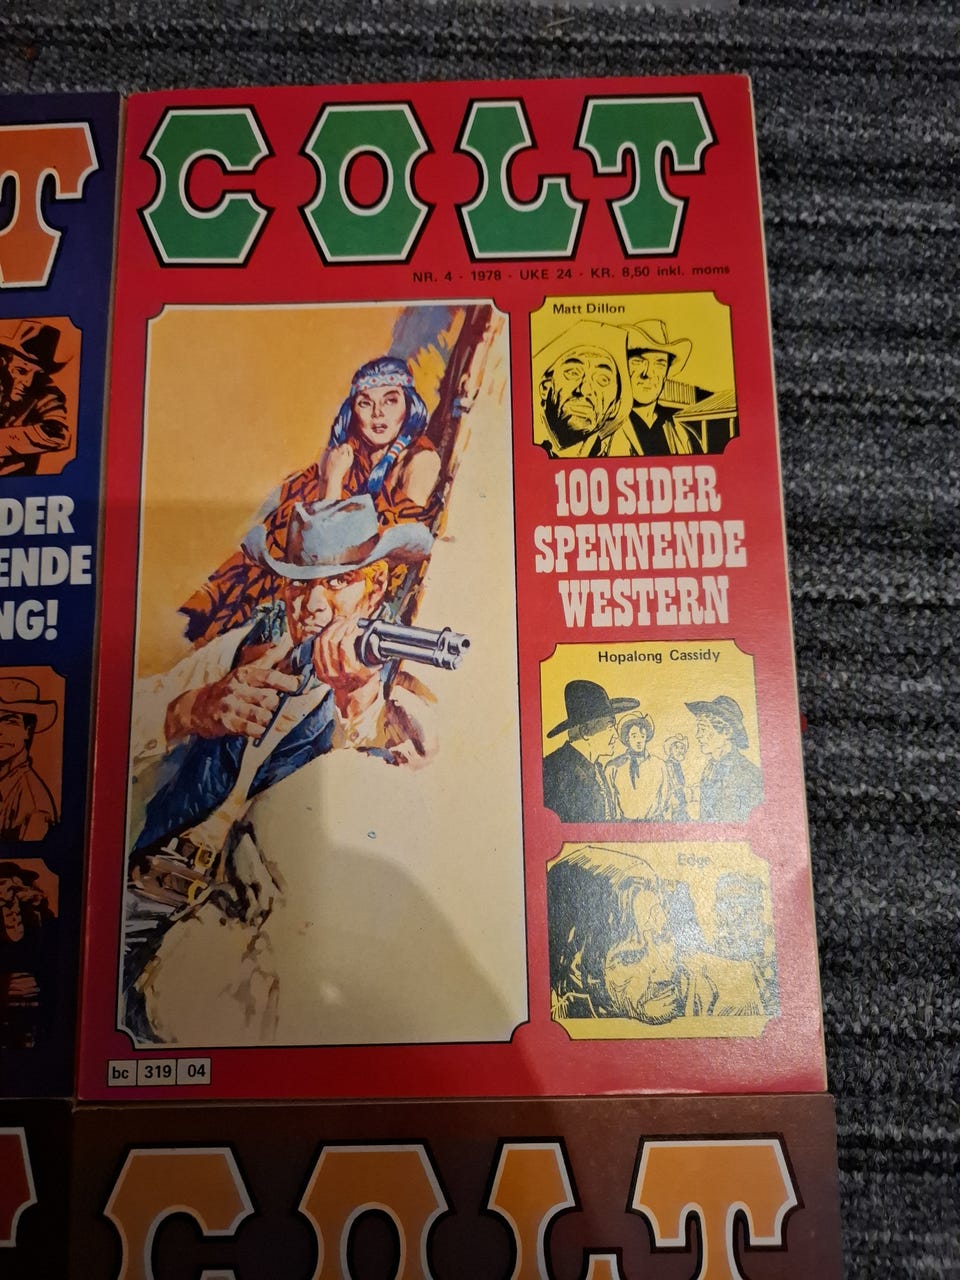 COLT
NR. 4 · 1978 · UKE 24 · KR. 8,50 inkl. moms
Matt Dillon
100 SIDER
SPENNENDE
WESTERN
Hopalong Cassidy
Edge
bc 319 04
T
DER
ENDE
NG!
COLT